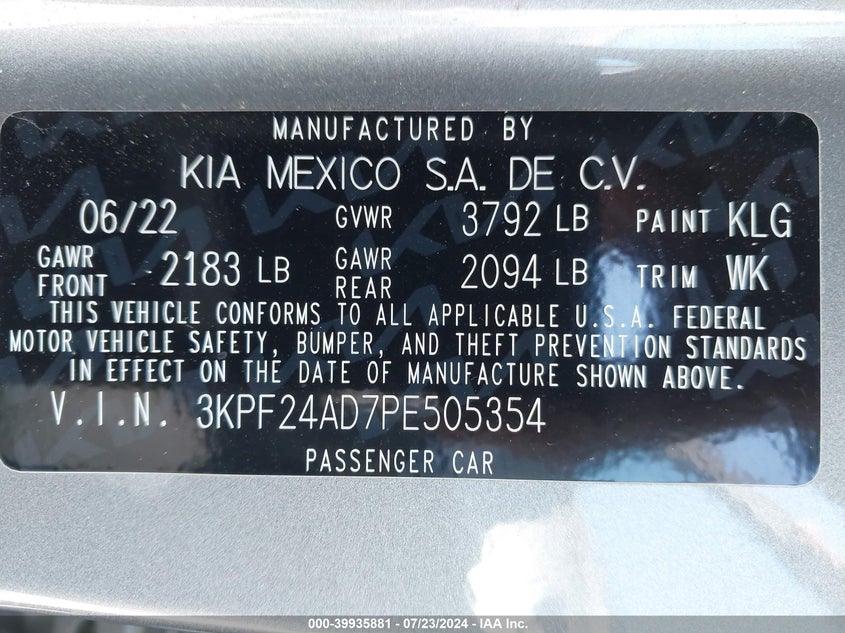 MANUFACTURED BY
KIA MEXICO S.A. DE C.V.
06/22 GVWR 3792 LB PAINT KLG
GAWR FRONT 2183 LB GAWR REAR 2094 LB TRIM WK
THIS VEHICLE CONFORMS TO ALL APPLICABLE U.S.A. FEDERAL
MOTOR VEHICLE SAFETY, BUMPER, AND THEFT PREVENTION STANDARDS
IN EFFECT ON THE DATE OF MANUFACTURE SHOWN ABOVE.
V.I.N. 3KPF24AD7PE505354
PASSENGER CAR
000-39935881 - 07/23/2024 - IAA Inc.